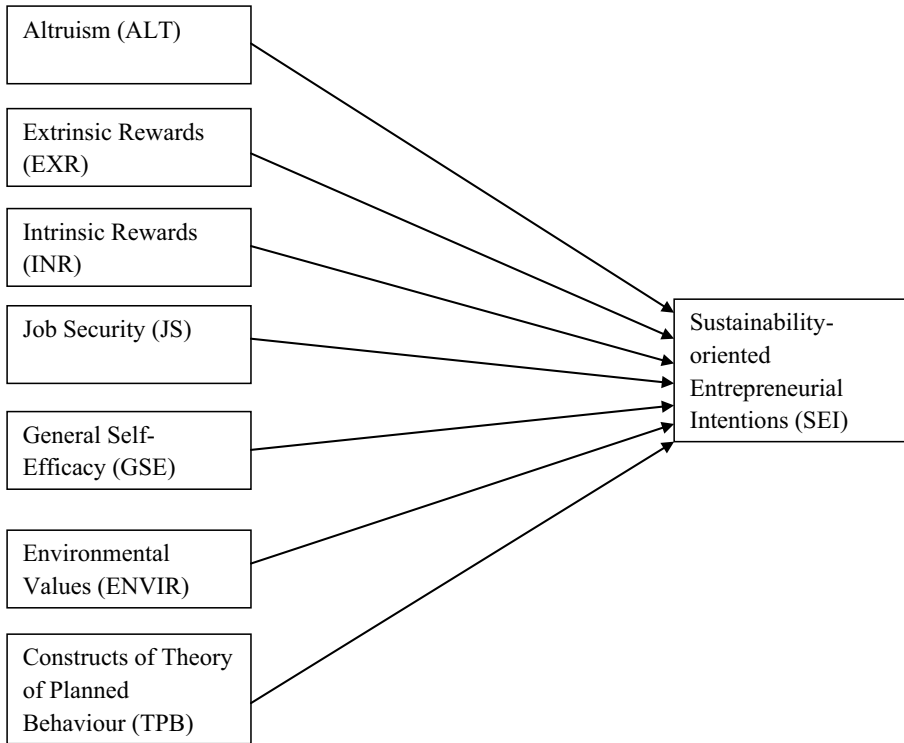 Altruism (ALT)
Extrinsic Rewards
(EXR)
Intrinsic Rewards
(INR)
Job Security (JS)
General Self-
Efficacy (GSE)
Environmental
Values (ENVIR)
Constructs of Theory
of Planned
Behaviour (TPB)
Sustainability-
oriented
Entrepreneurial
Intentions (SEI)